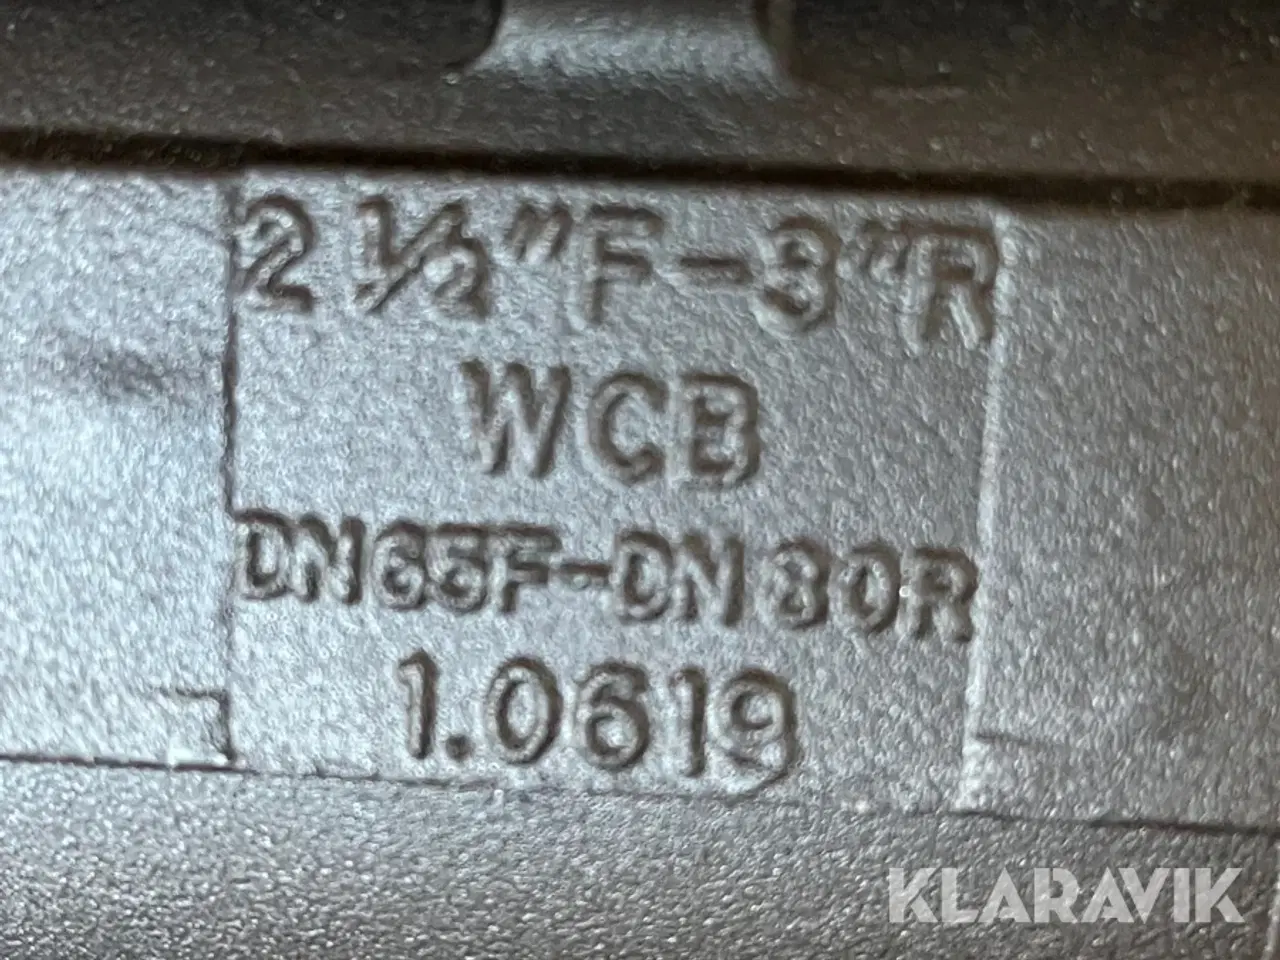 2 ½"F-3"R
WCB
DN65F-DN80R
1.0619
KLARAVIK